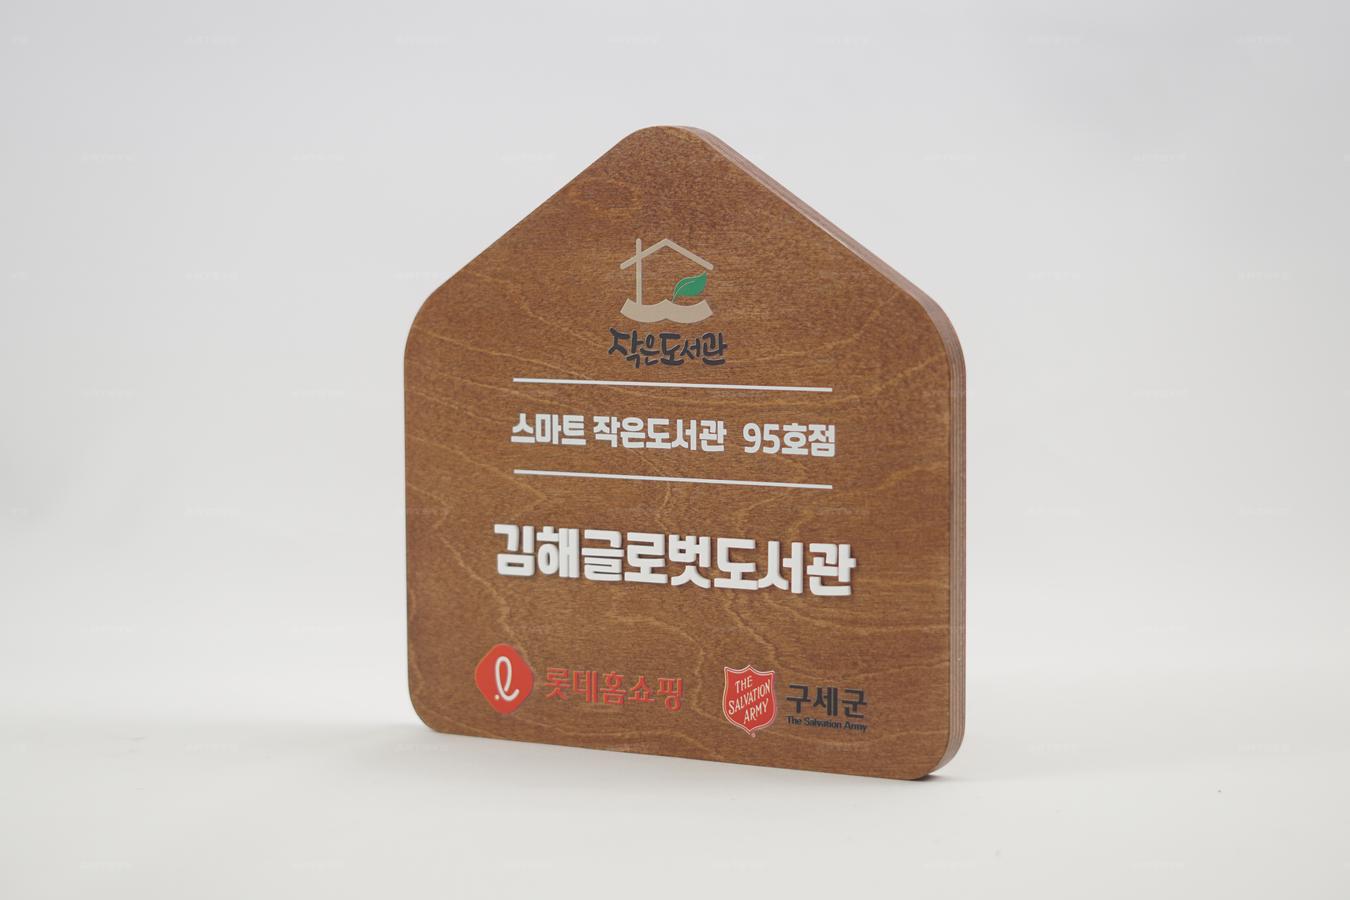 작은도서관
스마트 작은도서관 95호점
김해글로벗도서관
롯데홈쇼핑
THE
SALVATION
ARMY
구세군
The Salvation Army